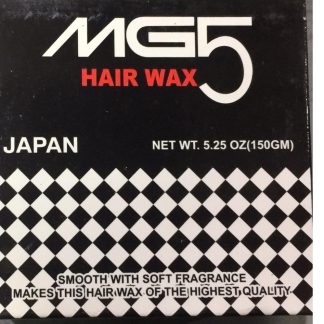 MG5
HAIR WAX
JAPAN
NET WT. 5.25 OZ(150GM)
SMOOTH WITH SOFT FRAGRANCE
MAKES THIS HAIR WAX OF THE HIGHEST QUALITY